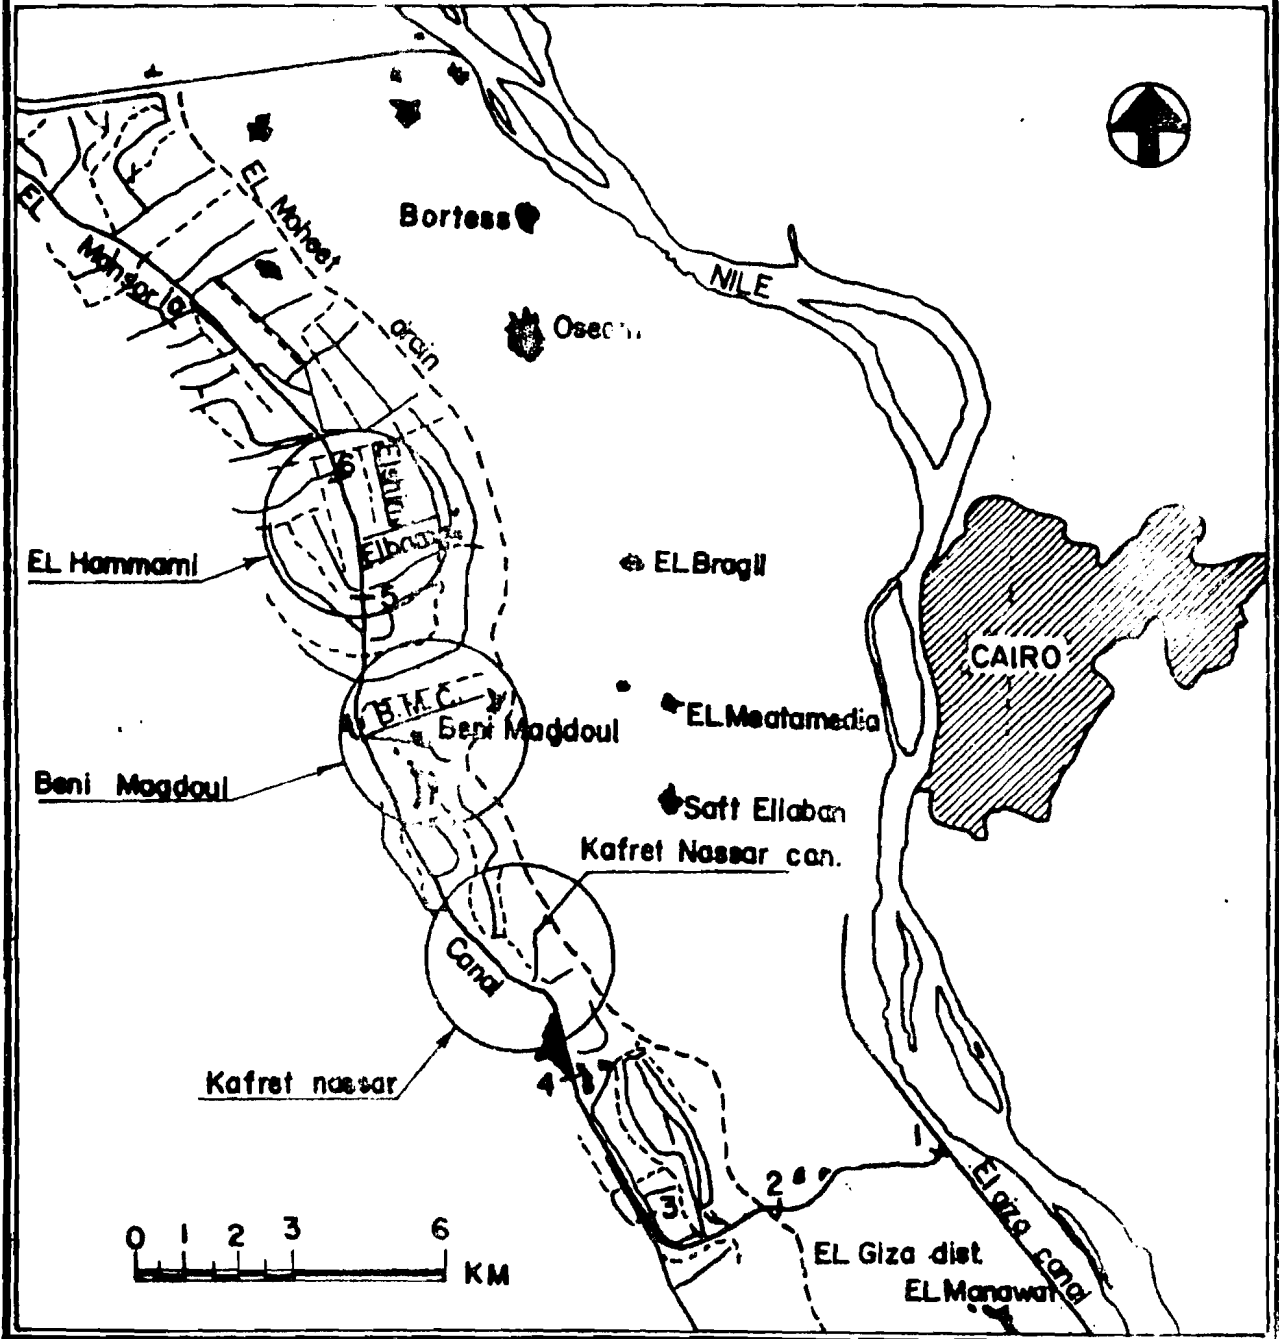 EL Moheet
drain
Bortess
NILE
EL
Mansoria
6
EL Hammami
5
EL Bragil
CAIRO
B.M.C.
Beni Magdoul
EL Meatamedia
Beni Magdoul
Saft Ellaban
Kafret Nassar can.
Canal
Kafret nassar
4
1
2
3
El giza canal
0 1 2 3 6
KM
EL Giza dist.
EL Manawat